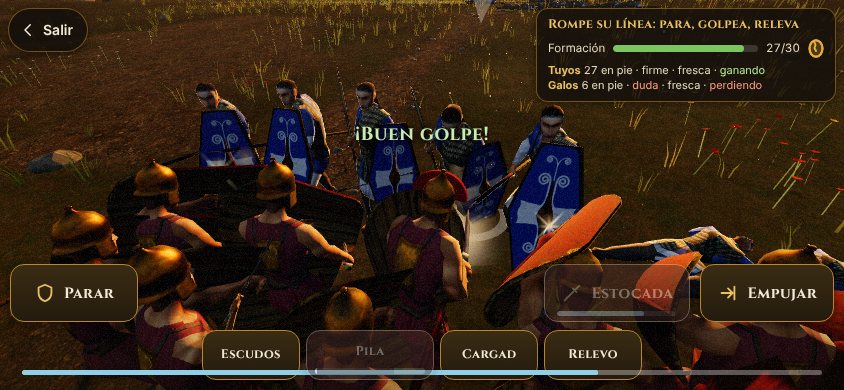 Salir
ROMPE SU LÍNEA: PARA, GOLPEA, RELEVA
Formación 27/30
Tuyos 27 en pie · firme · fresca · ganando
Galos 6 en pie · duda · fresca · perdiendo
¡BUEN GOLPE!
PARAR
ESTOCADA
EMPUJAR
ESCUDOS
PILA
CARGAD
RELEVO